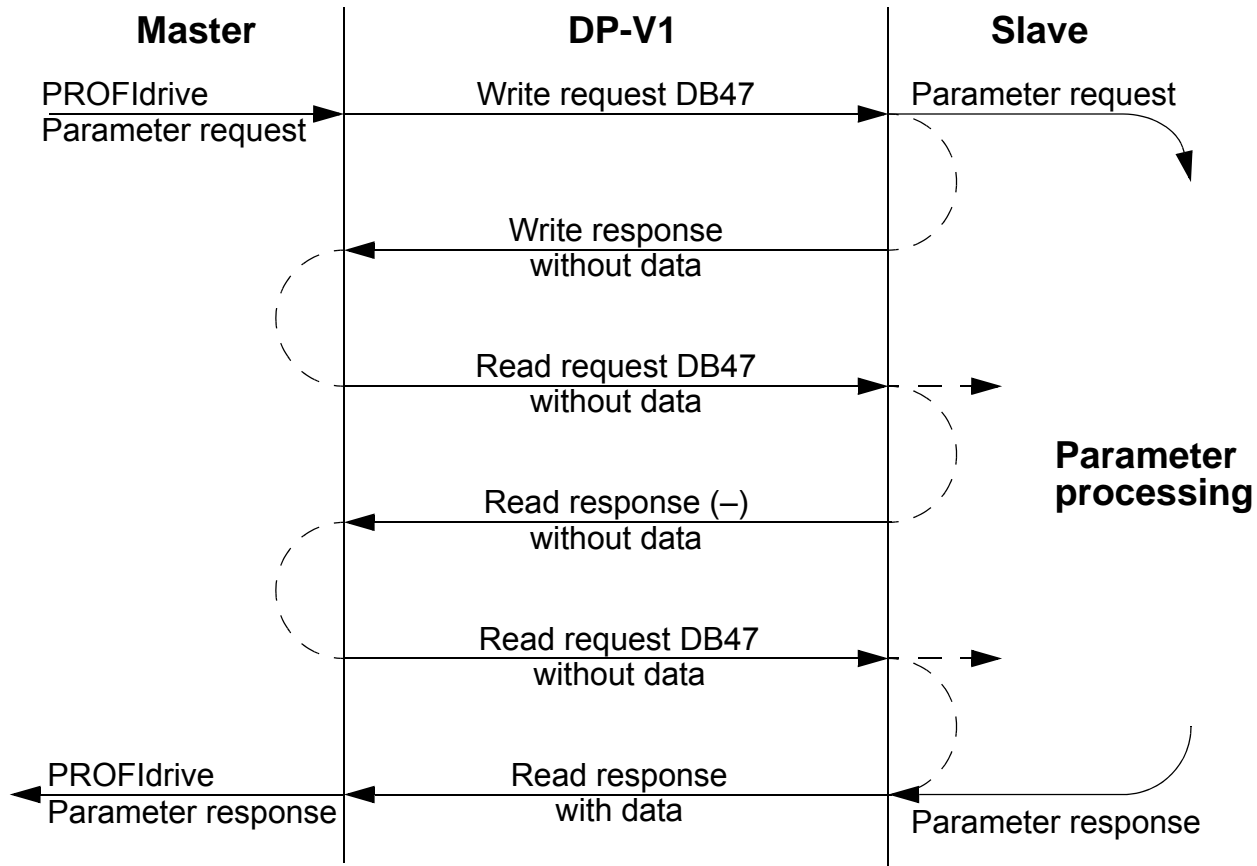 Master
DP-V1
Slave
PROFIdrive
Parameter request
Write request DB47
Parameter request
Write response
without data
Read request DB47
without data
Parameter
processing
Read response (–)
without data
Read request DB47
without data
PROFIdrive
Parameter response
Read response
with data
Parameter response